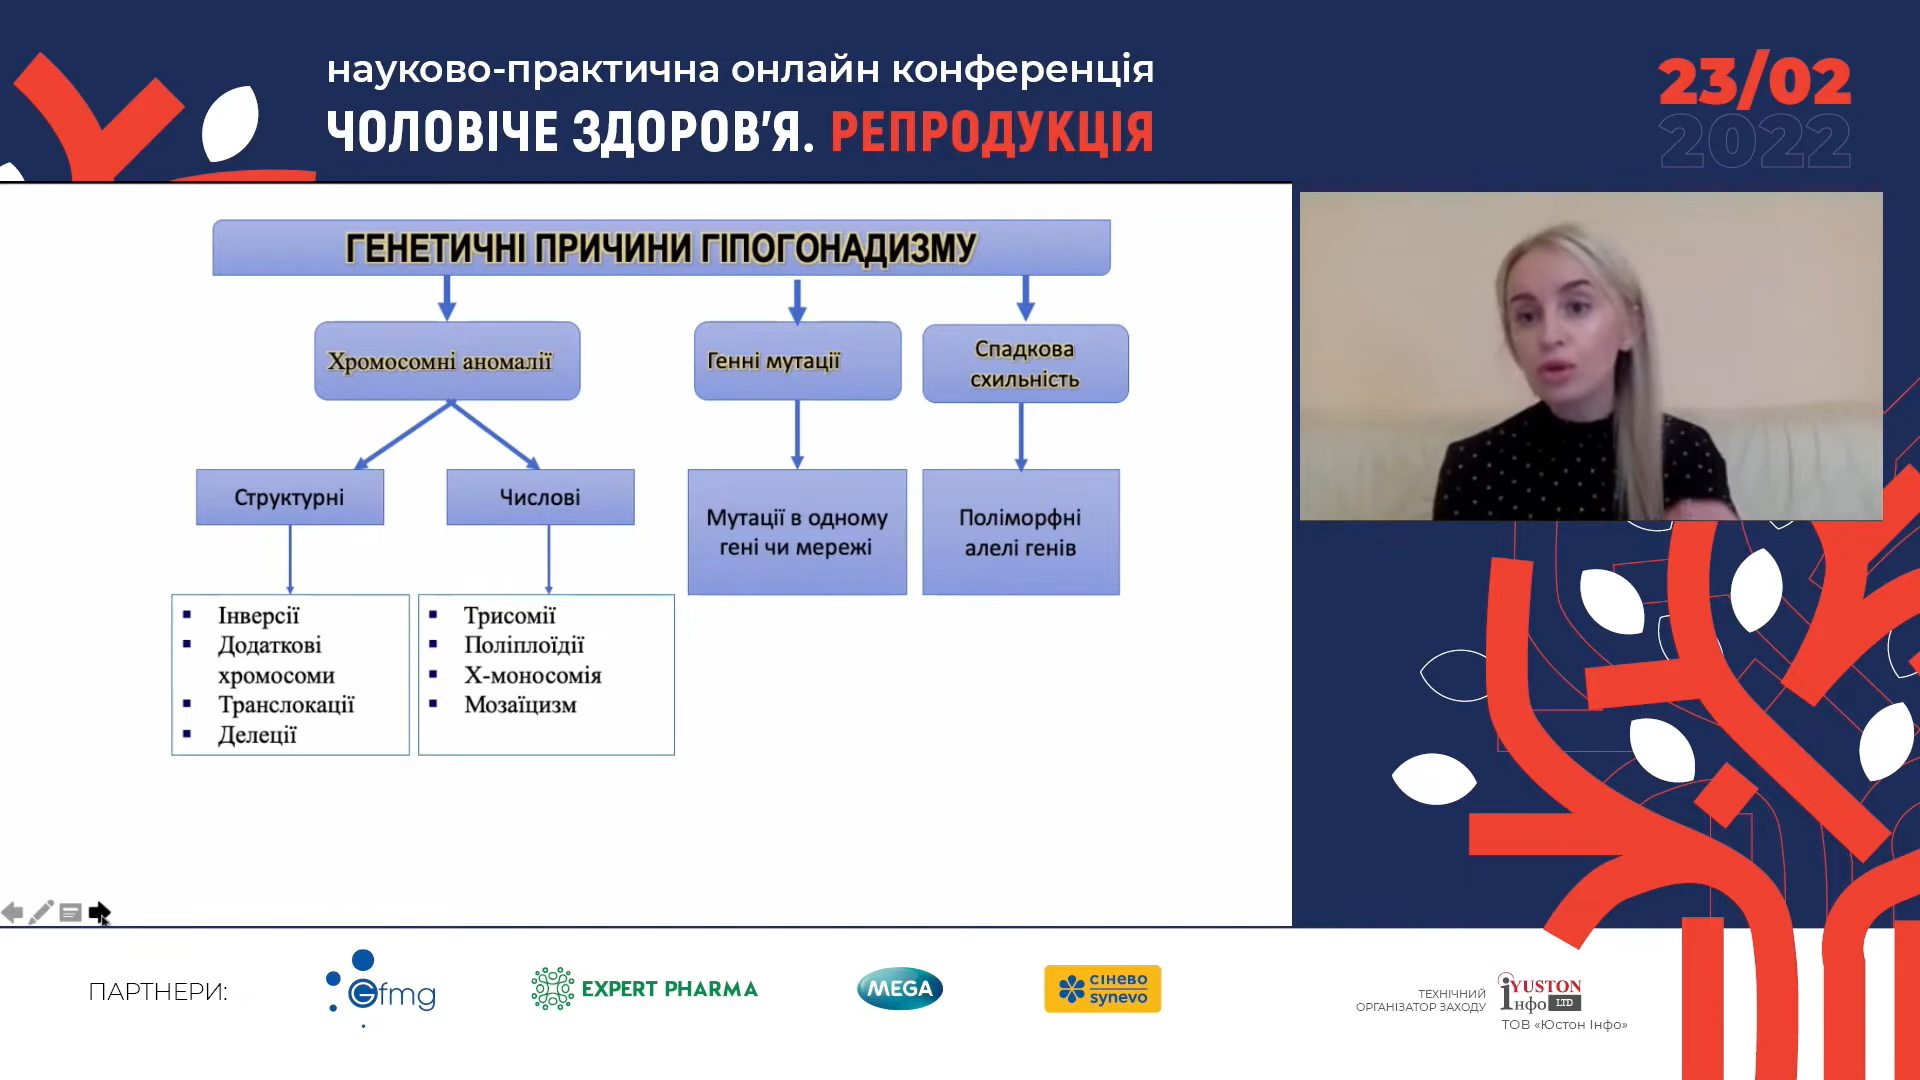 науково-практична онлайн конференція
ЧОЛОВІЧЕ ЗДОРОВ'Я. РЕПРОДУКЦІЯ
23/02
2022
ГЕНЕТИЧНІ ПРИЧИНИ ГІПОГОНАДИЗМУ
Хромосомні аномалії
Генні мутації
Спадкова
схильність
Структурні
Числові
Мутації в одному
гені чи мережі
Поліморфні
алелі генів
Інверсії
Додаткові
хромосоми
Транслокації
Делеції
Трисомії
Поліплоїдії
Х-моносомія
Мозаїцизм
ПАРТНЕРИ:
Gfmg
EXPERT PHARMA
MEGA
сінево
synevo
ТЕХНІЧНИЙ
ОРГАНІЗАТОР ЗАХОДУ
YUSTON
Інфо LTD
ТОВ «Юстон Інфо»